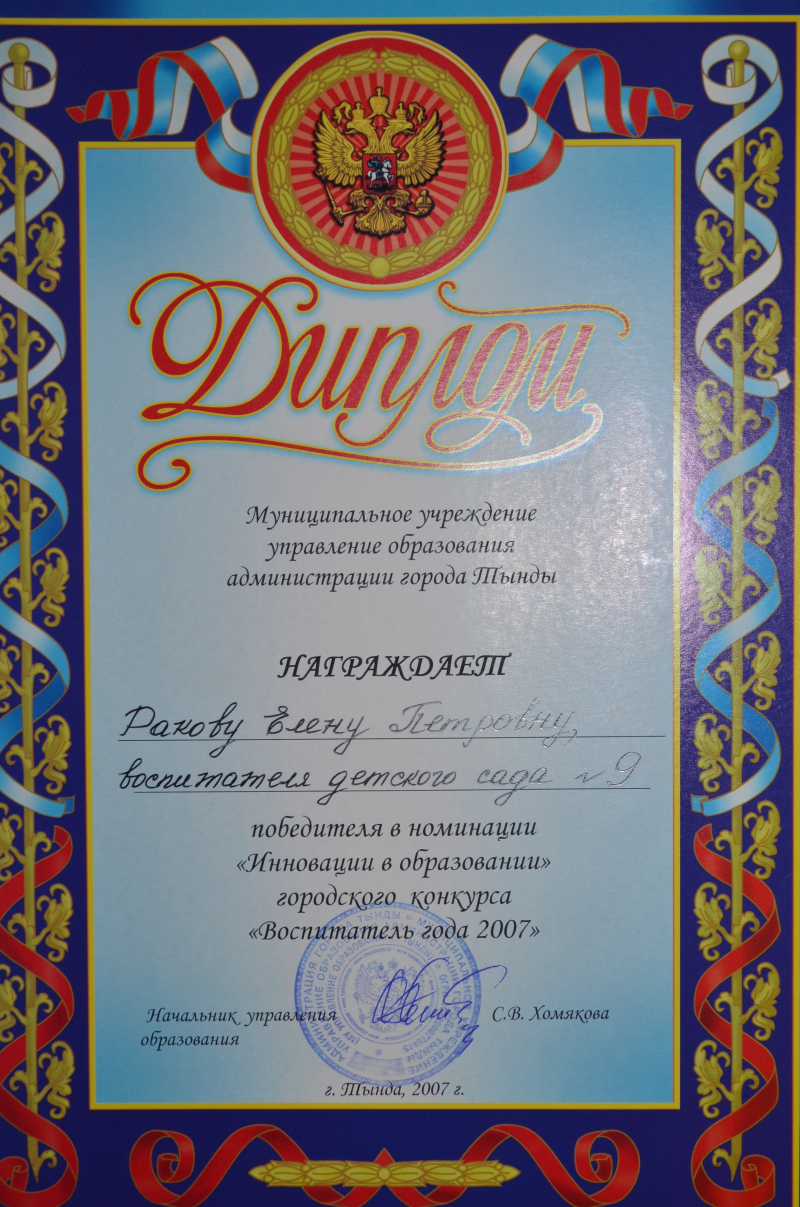 Диплом
Муниципальное учреждение
управление образования
администрации города Тынды
НАГРАЖДАЕТ
Ракову Елену Петровну,
воспитателя детского сада № 9
победителя в номинации
«Инновации в образовании»
городского конкурса
«Воспитатель года 2007»
Начальник управления
образования
С.В. Хомякова
г. Тында, 2007 г.